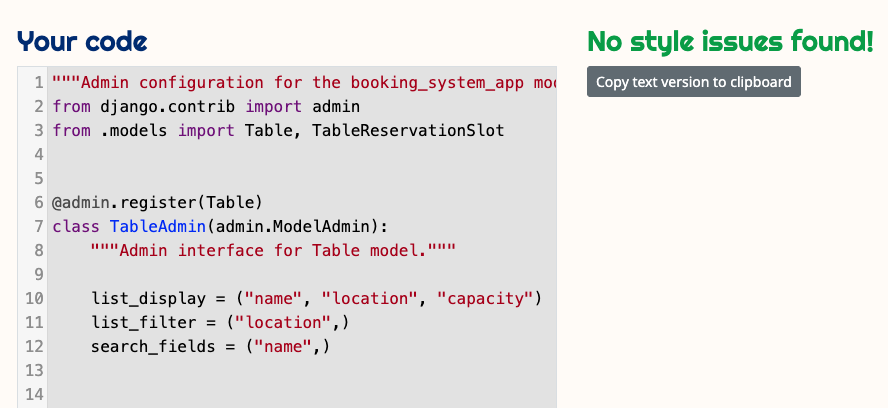 Your code
No style issues found!
Copy text version to clipboard
1 """Admin configuration for the booking_system_app
2 from django.contrib import admin
3 from .models import Table, TableReservationSlot
4
5
6 @admin.register(Table)
7 class TableAdmin(admin.ModelAdmin):
8     """Admin interface for Table model."""
9
10     list_display = ("name", "location", "capacity")
11     list_filter = ("location",)
12     search_fields = ("name",)
13
14